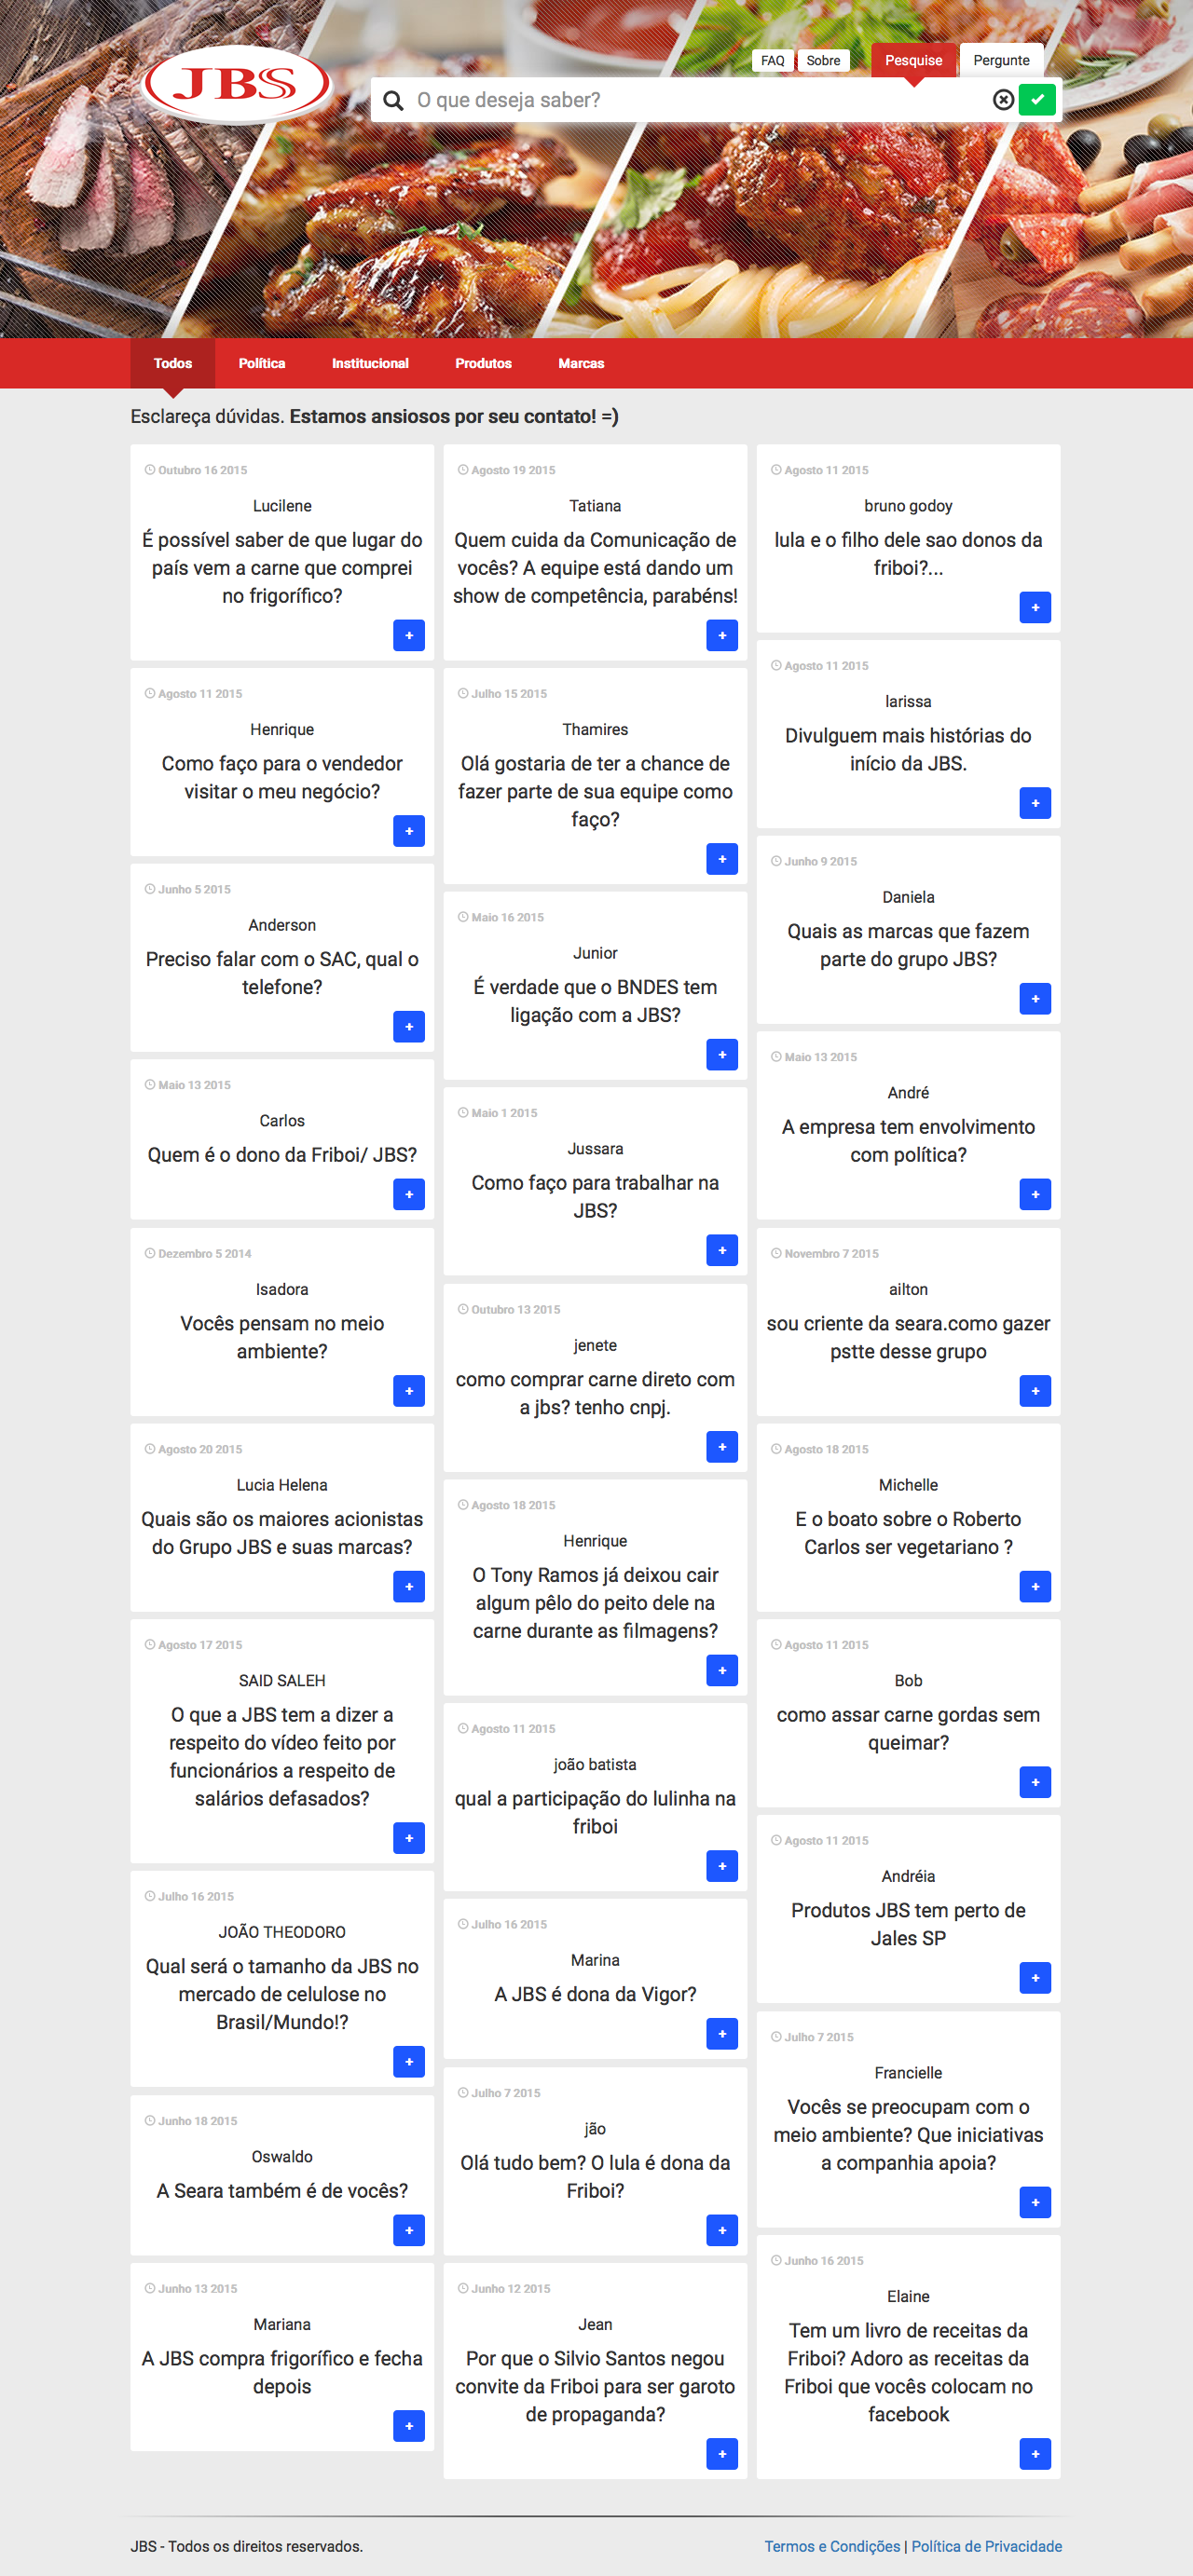 JBS
FAQ
Sobre
Pesquise
Pergunte
O que deseja saber?
Todos
Política
Institucional
Produtos
Marcas
Esclareça dúvidas. Estamos ansiosos por seu contato! =)
Outubro 16 2015
Lucilene
É possível saber de que lugar do
país vem a carne que comprei
no frigorífico?
+
Agosto 11 2015
Henrique
Como faço para o vendedor
visitar o meu negócio?
+
Junho 5 2015
Anderson
Preciso falar com o SAC, qual o
telefone?
+
Maio 13 2015
Carlos
Quem é o dono da Friboi/ JBS?
+
Dezembro 5 2014
Isadora
Vocês pensam no meio
ambiente?
+
Agosto 20 2015
Lucia Helena
Quais são os maiores acionistas
do Grupo JBS e suas marcas?
+
Agosto 17 2015
SAID SALEH
O que a JBS tem a dizer a
respeito do vídeo feito por
funcionários a respeito de
salários defasados?
+
Julho 16 2015
JOÃO THEODORO
Qual será o tamanho da JBS no
mercado de celulose no
Brasil/Mundo!?
+
Junho 18 2015
Oswaldo
A Seara também é de vocês?
+
Junho 13 2015
Mariana
A JBS compra frigorífico e fecha
depois
+
Agosto 19 2015
Tatiana
Quem cuida da Comunicação de
vocês? A equipe está dando um
show de competência, parabéns!
+
Julho 15 2015
Thamires
Olá gostaria de ter a chance de
fazer parte de sua equipe como
faço?
+
Maio 16 2015
Junior
É verdade que o BNDES tem
ligação com a JBS?
+
Maio 1 2015
Jussara
Como faço para trabalhar na
JBS?
+
Outubro 13 2015
jenete
como comprar carne direto com
a jbs? tenho cnpj.
+
Agosto 18 2015
Henrique
O Tony Ramos já deixou cair
algum pêlo do peito dele na
carne durante as filmagens?
+
Agosto 11 2015
joão batista
qual a participação do lulinha na
friboi
+
Julho 16 2015
Marina
A JBS é dona da Vigor?
+
Julho 7 2015
jão
Olá tudo bem? O lula é dona da
Friboi?
+
Junho 12 2015
Jean
Por que o Silvio Santos negou
convite da Friboi para ser garoto
de propaganda?
+
Agosto 11 2015
bruno godoy
lula e o filho dele sao donos da
friboi?...
+
Agosto 11 2015
larissa
Divulguem mais histórias do
início da JBS.
+
Junho 9 2015
Daniela
Quais as marcas que fazem
parte do grupo JBS?
+
Maio 13 2015
André
A empresa tem envolvimento
com política?
+
Novembro 7 2015
ailton
sou criente da seara.como gazer
pstte desse grupo
+
Agosto 18 2015
Michelle
E o boato sobre o Roberto
Carlos ser vegetariano ?
+
Agosto 11 2015
Bob
como assar carne gordas sem
queimar?
+
Agosto 11 2015
Andréia
Produtos JBS tem perto de
Jales SP
+
Julho 7 2015
Francielle
Vocês se preocupam com o
meio ambiente? Que iniciativas
a companhia apoia?
+
Junho 16 2015
Elaine
Tem um livro de receitas da
Friboi? Adoro as receitas da
Friboi que vocês colocam no
facebook
+
JBS - Todos os direitos reservados.
Termos e Condições | Política de Privacidade